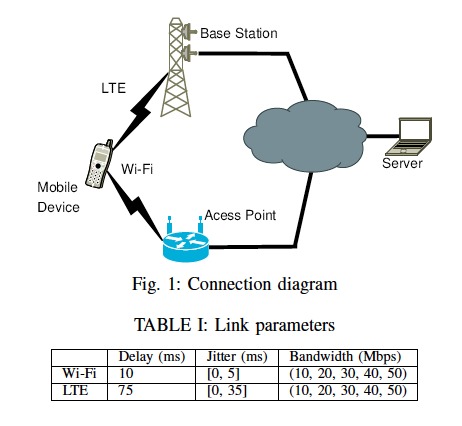 Base Station
LTE
Wi-Fi
Server
Mobile
Device
Acess Point
Fig. 1: Connection diagram
TABLE I: Link parameters
Delay (ms) Jitter (ms) Bandwidth (Mbps)
Wi-Fi 10 [0, 5] (10, 20, 30, 40, 50)
LTE 75 [0, 35] (10, 20, 30, 40, 50)